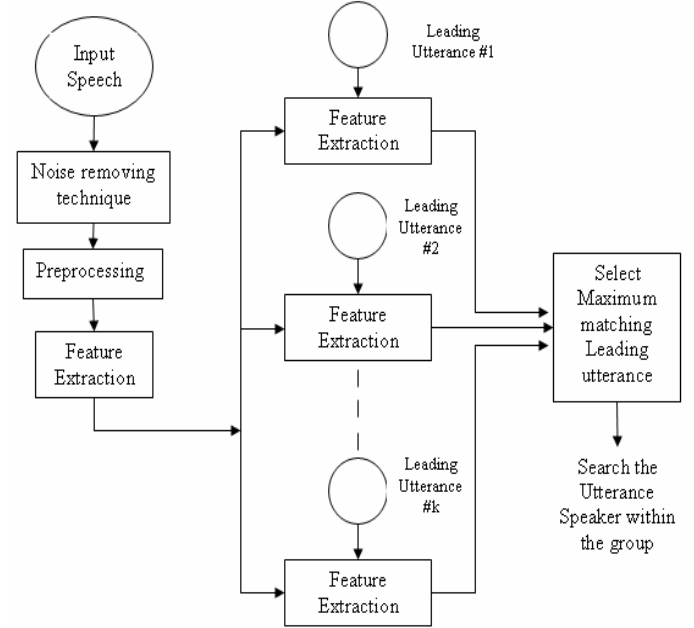 Input
Speech
Noise removing
technique
Preprocessing
Feature
Extraction
Leading
Utterance #1
Feature
Extraction
Leading
Utterance
#2
Feature
Extraction
Leading
Utterance
#k
Feature
Extraction
Select
Maximum
matching
Leading
utterance
Search the
Utterance
Speaker within
the group